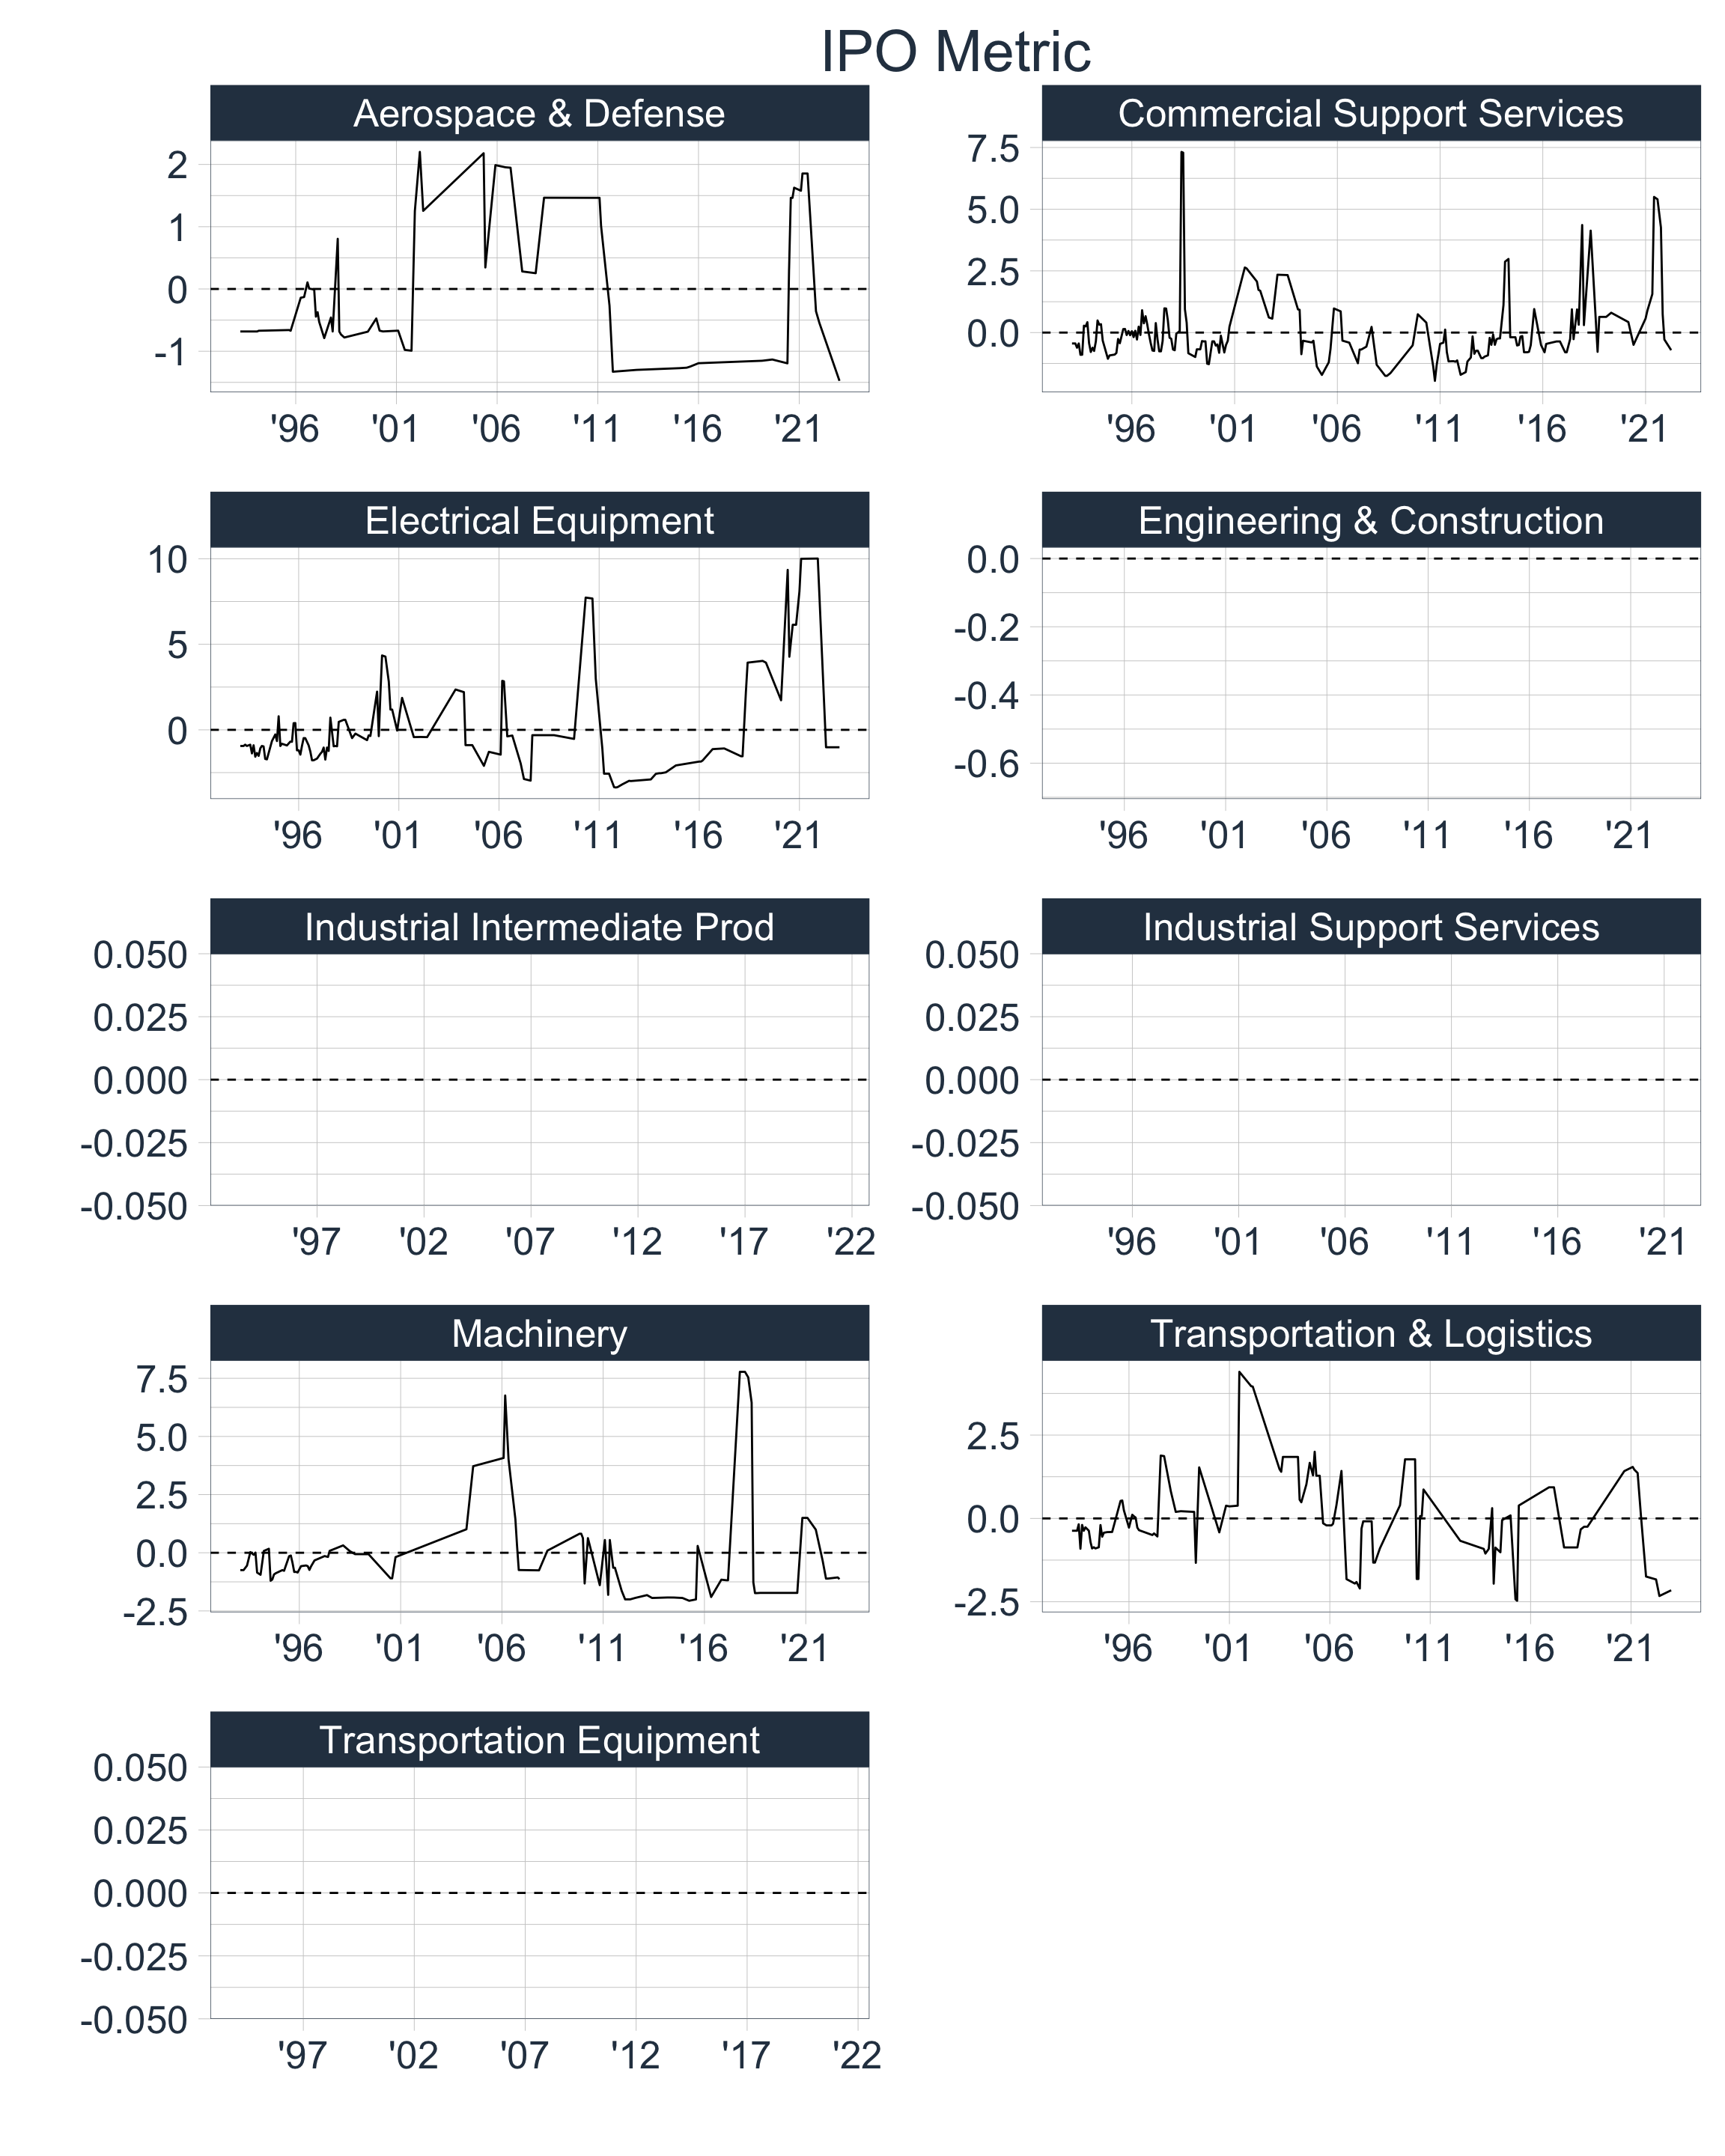 IPO Metric
Aerospace & Defense
2
1
0
-1
'96 '01 '06 '11 '16 '21
Commercial Support Services
7.5
5.0
2.5
0.0
'96 '01 '06 '11 '16 '21
Electrical Equipment
10
5
0
'96 '01 '06 '11 '16 '21
Engineering & Construction
0.0
-0.2
-0.4
-0.6
'96 '01 '06 '11 '16 '21
Industrial Intermediate Prod
0.050
0.025
0.000
-0.025
-0.050
'97 '02 '07 '12 '17 '22
Industrial Support Services
0.050
0.025
0.000
-0.025
-0.050
'96 '01 '06 '11 '16 '21
Machinery
7.5
5.0
2.5
0.0
-2.5
'96 '01 '06 '11 '16 '21
Transportation & Logistics
2.5
0.0
-2.5
'96 '01 '06 '11 '16 '21
Transportation Equipment
0.050
0.025
0.000
-0.025
-0.050
'97 '02 '07 '12 '17 '22